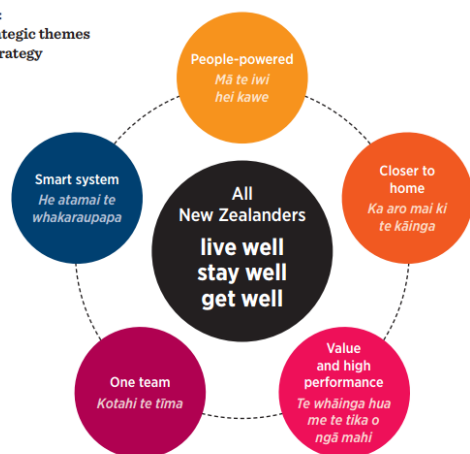 :
tegic themes
rategy
People-powered
Mā te iwi
hei kawe
Smart system
He atamai te
whakaraupapa
All
New Zealanders
live well
stay well
get well
Closer to
home
Ka aro mai ki
te kāinga
One team
Kotahi te tīma
Value
and high
performance
Te whāinga hua
me te tika o
ngā mahi